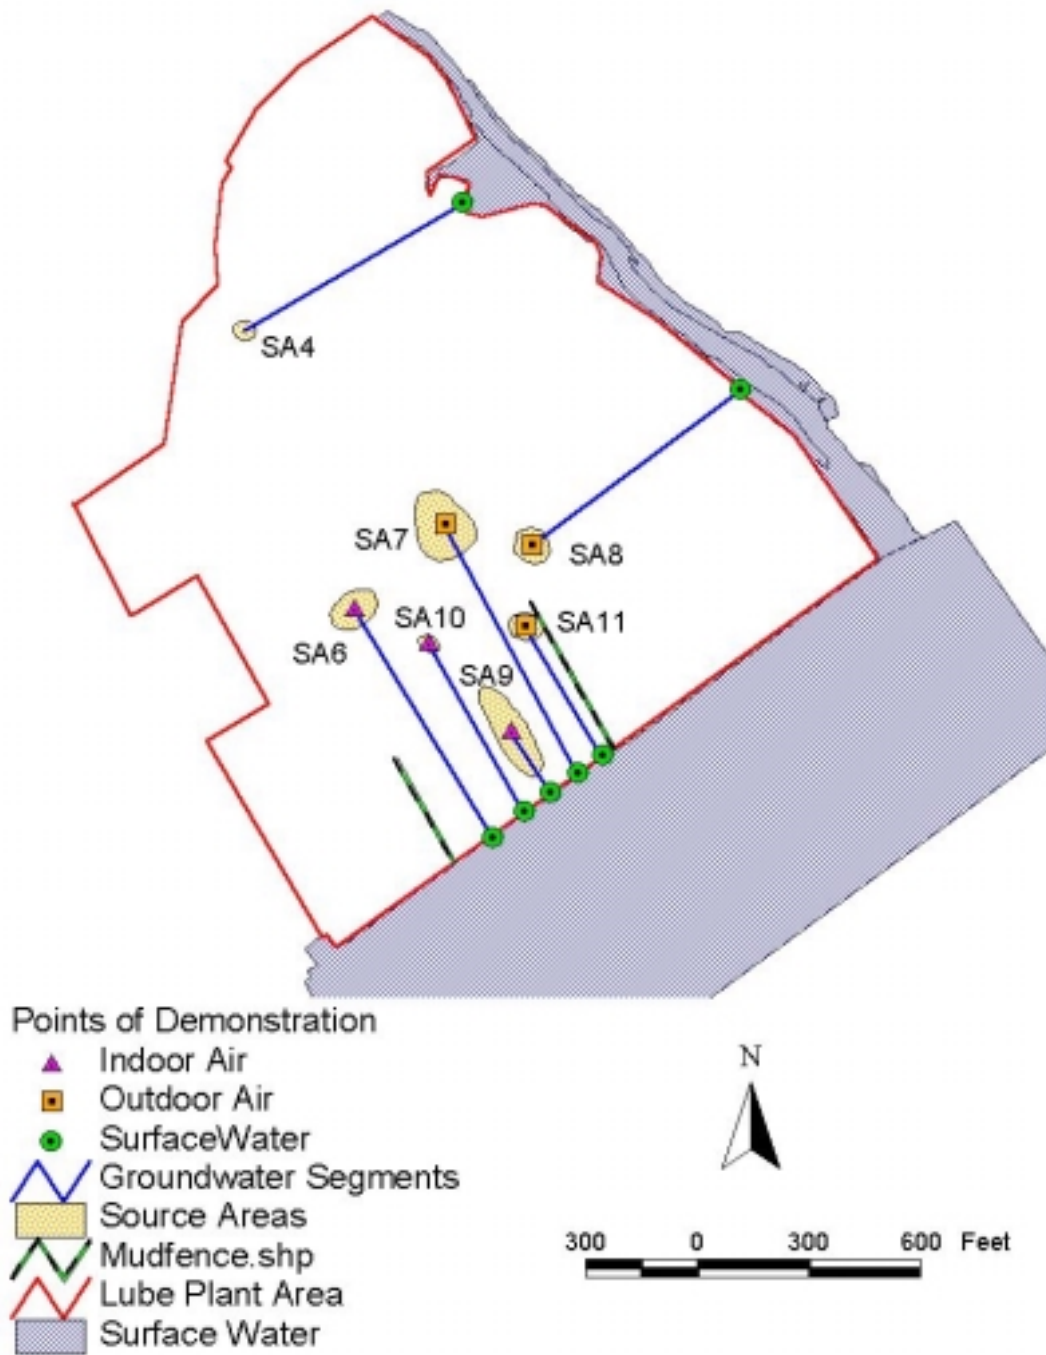 SA4
SA7
SA8
SA10
SA11
SA6
SA9
Points of Demonstration
Indoor Air
Outdoor Air
SurfaceWater
Groundwater Segments
Source Areas
Mudfence.shp
Lube Plant Area
Surface Water
N
300 0 300 600 Feet